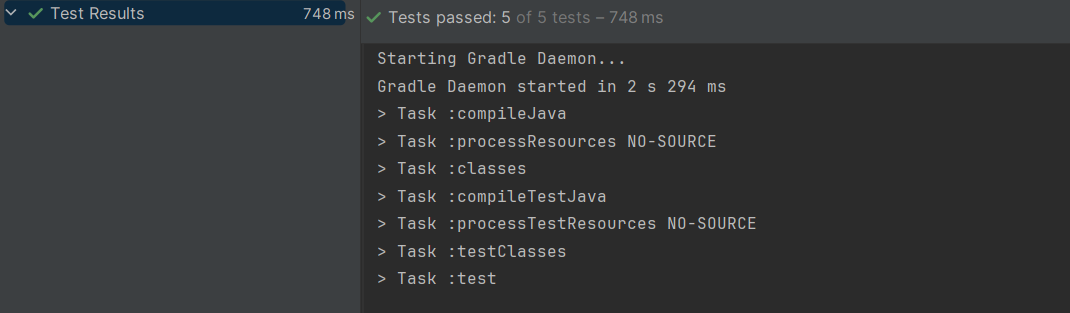 Test Results 748 ms
Tests passed: 5 of 5 tests – 748 ms
Starting Gradle Daemon...
Gradle Daemon started in 2 s 294 ms
> Task :compileJava
> Task :processResources NO-SOURCE
> Task :classes
> Task :compileTestJava
> Task :processTestResources NO-SOURCE
> Task :testClasses
> Task :test